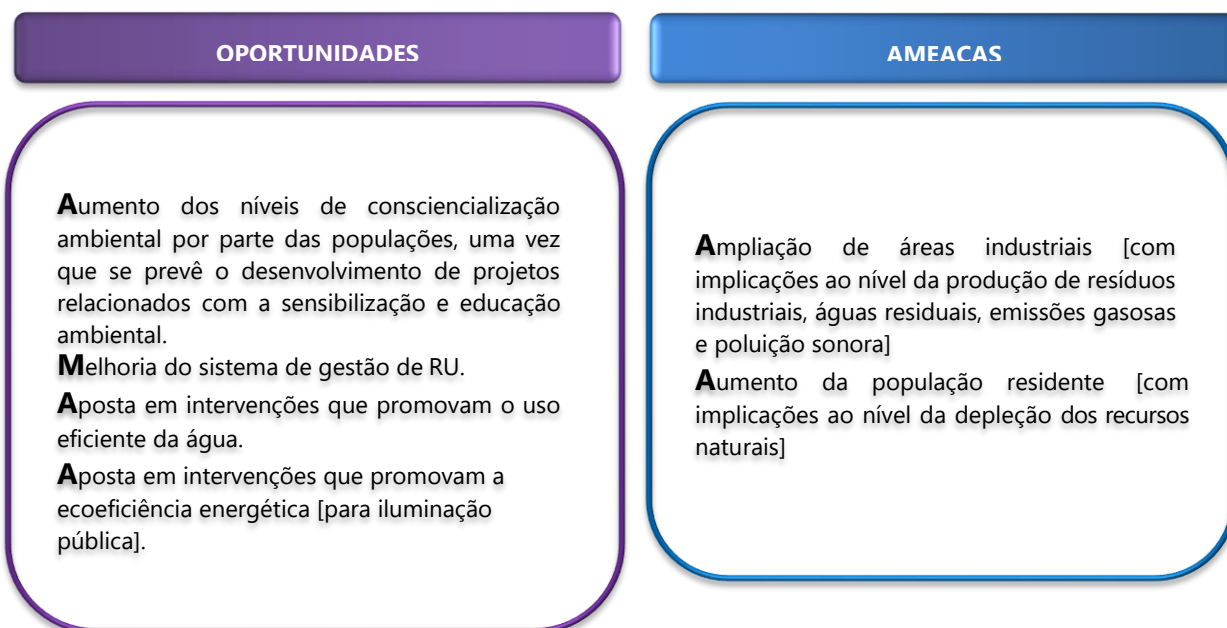 OPORTUNIDADES
Aumento dos níveis de consciencialização
ambiental por parte das populações, uma vez
que se prevê o desenvolvimento de projetos
relacionados com a sensibilização e educação
ambiental.
Melhoria do sistema de gestão de RU.
Aposta em intervenções que promovam o uso
eficiente da água.
Aposta em intervenções que promovam a
ecoeficiência energética [para iluminação
pública].
AMEACAS
Ampliação de áreas industriais [com
implicações ao nível da produção de resíduos
industriais, águas residuais, emissões gasosas
e poluição sonora]
Aumento da população residente [com
implicações ao nível da depleção dos recursos
naturais]